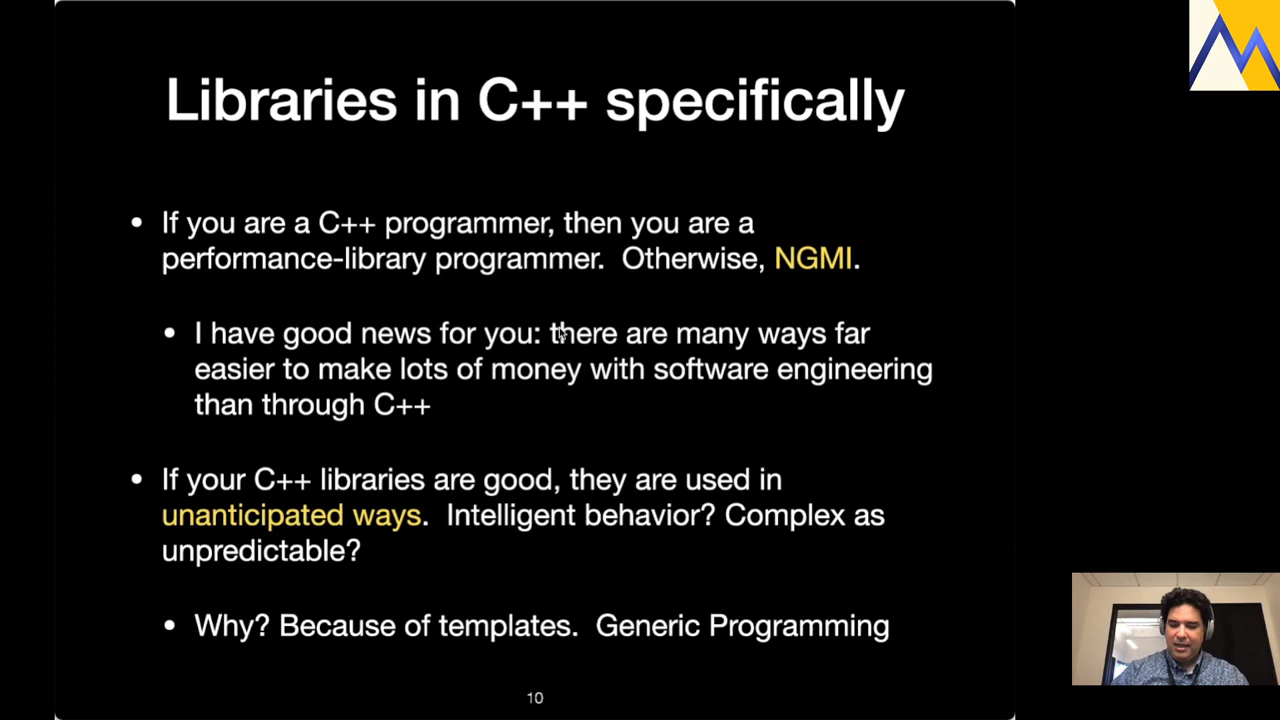 Libraries in C++ specifically
• If you are a C++ programmer, then you are a
performance-library programmer.  Otherwise, NGMI.
• I have good news for you: there are many ways far
easier to make lots of money with software engineering
than through C++
• If your C++ libraries are good, they are used in
unanticipated ways.  Intelligent behavior? Complex as
unpredictable?
• Why? Because of templates.  Generic Programming
10